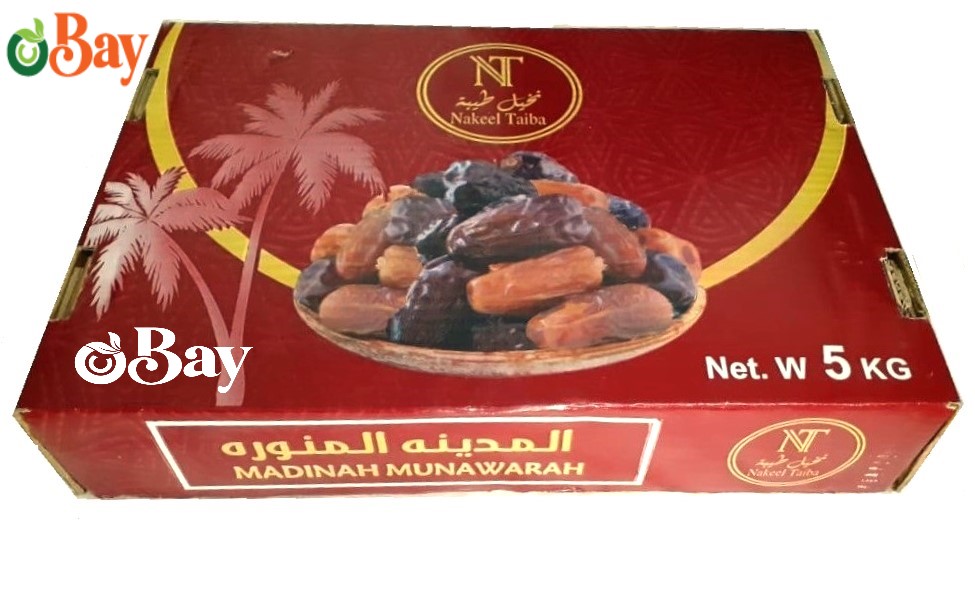 Bay
NT
نخيل طيبة
Nakeel Taiba
Bay
Net. W 5 KG
المدينه المنوره
MADINAH MUNAWARAH
NT
نخيل طيبة
Nakeel Taiba